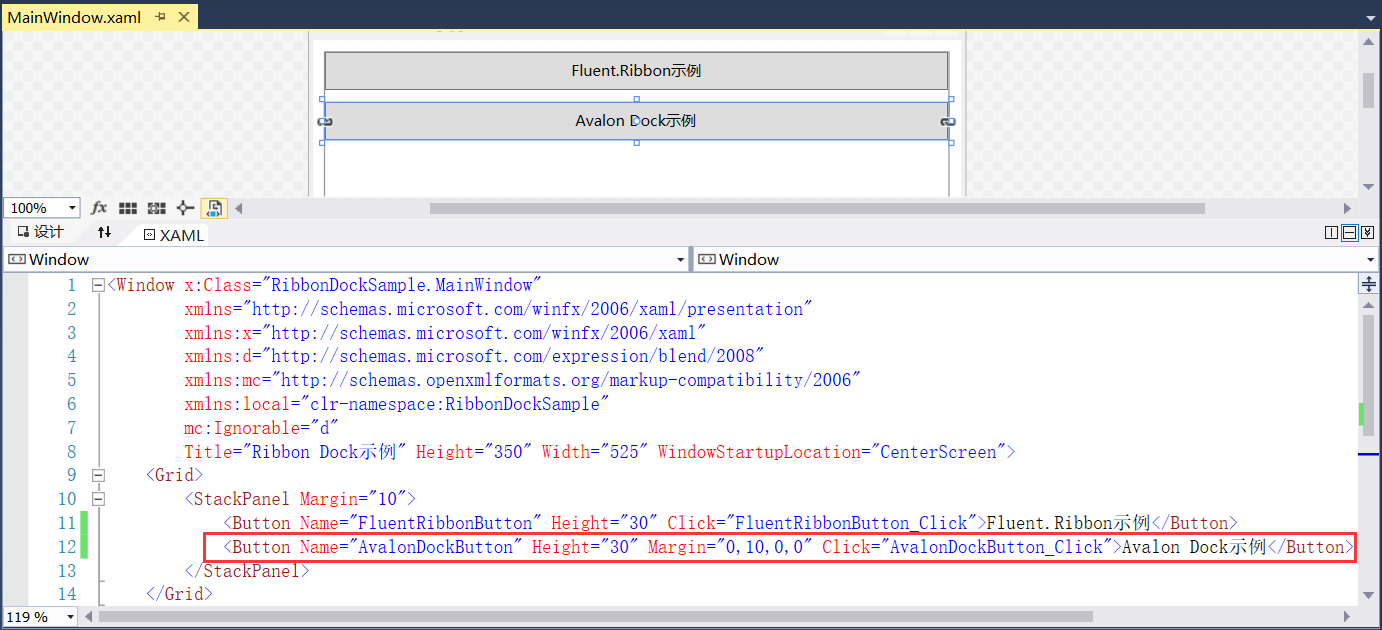 MainWindow.xaml
Fluent.Ribbon示例
Avalon Dock示例
100%
fx
设计
XAML
Window
Window
1 <Window x:Class="RibbonDockSample.MainWindow"
2 xmlns="http://schemas.microsoft.com/winfx/2006/xaml/presentation"
3 xmlns:x="http://schemas.microsoft.com/winfx/2006/xaml"
4 xmlns:d="http://schemas.microsoft.com/expression/blend/2008"
5 xmlns:mc="http://schemas.openxmlformats.org/markup-compatibility/2006"
6 xmlns:local="clr-namespace:RibbonDockSample"
7 mc:Ignorable="d"
8 Title="Ribbon Dock示例" Height="350" Width="525" WindowStartupLocation="CenterScreen">
9 <Grid>
10 <StackPanel Margin="10">
11 <Button Name="FluentRibbonButton" Height="30" Click="FluentRibbonButton_Click">Fluent.Ribbon示例</Button>
12 <Button Name="AvalonDockButton" Height="30" Margin="0,10,0,0" Click="AvalonDockButton_Click">Avalon Dock示例</Button>
13 </StackPanel>
14 </Grid>
119 %